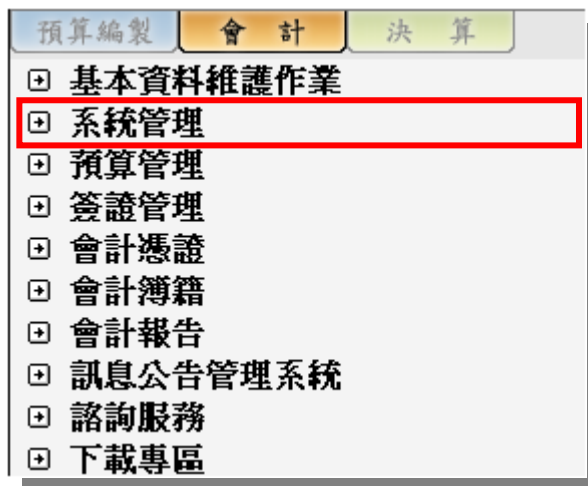 預算編製 會 計 決 算
基本資料維護作業
系統管理
預算管理
簽證管理
會計憑證
會計簿籍
會計報告
訊息公告管理系統
諮詢服務
下載專區